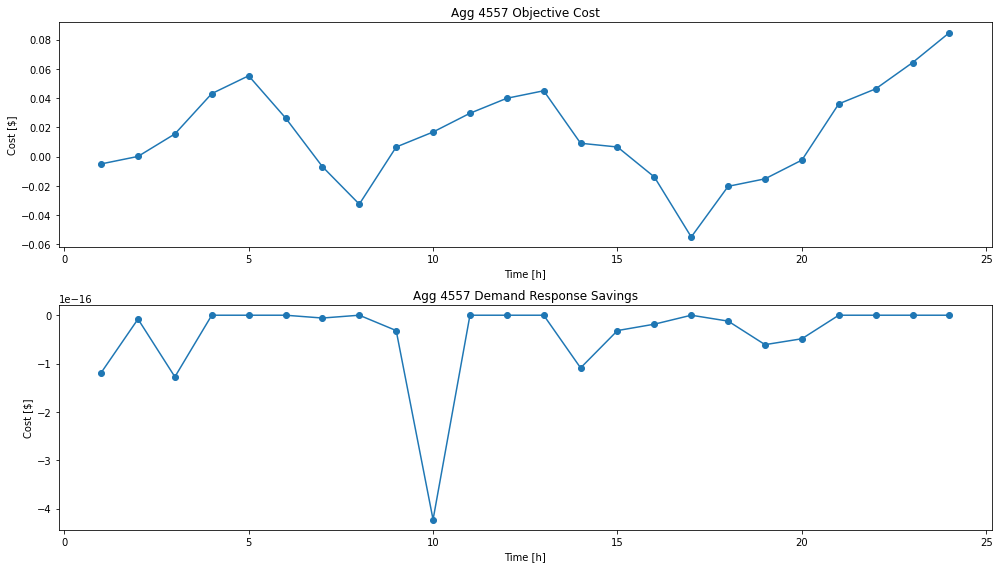 Agg 4557 Objective Cost
0.08
0.06
0.04
0.02
0.00
−0.02
−0.04
−0.06
Cost [$]
0 5 10 15 20 25
Time [h]
1e−16
Agg 4557 Demand Response Savings
0
−1
−2
−3
−4
Cost [$]
0 5 10 15 20 25
Time [h]